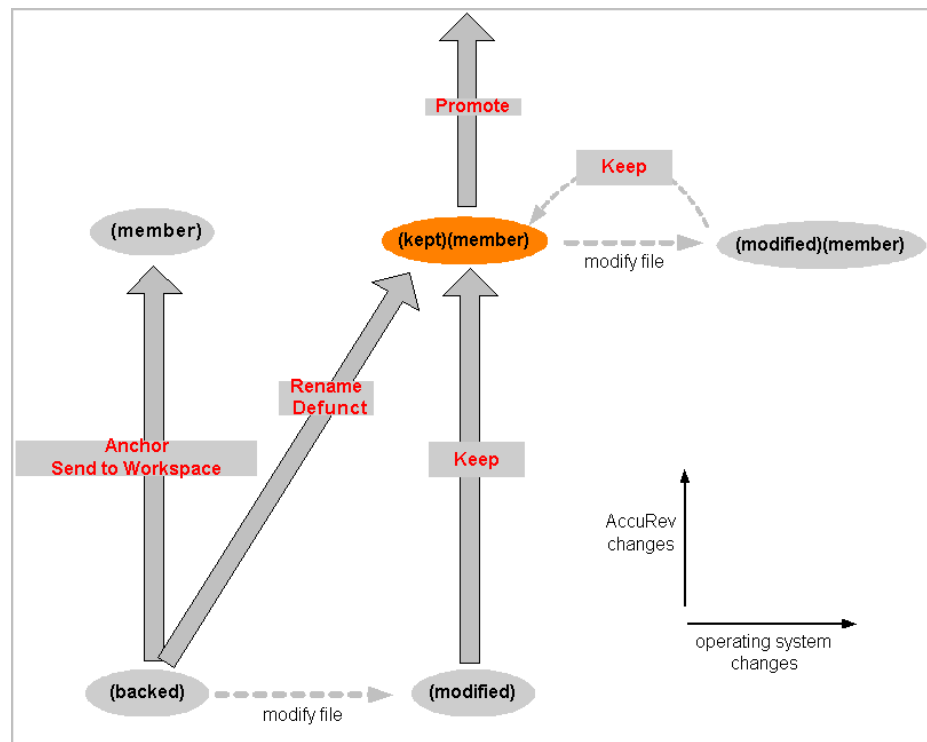 Promote
Keep
(member)
(kept)(member)
(modified)(member)
modify file
Rename
Defunct
Anchor
Send to Workspace
Keep
AccuRev
changes
operating system
changes
(backed)
(modified)
modify file